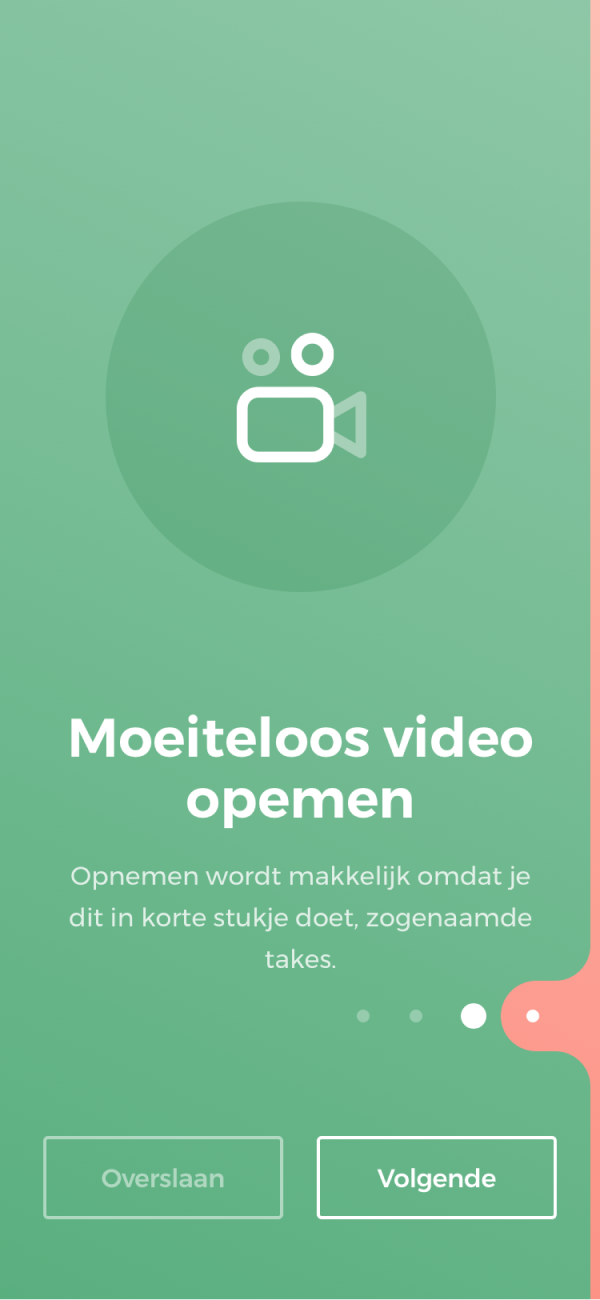 Moeiteloos video
opemen
Opnemen wordt makkelijk omdat je
dit in korte stukje doet, zogenaamde
takes.
Overslaan
Volgende